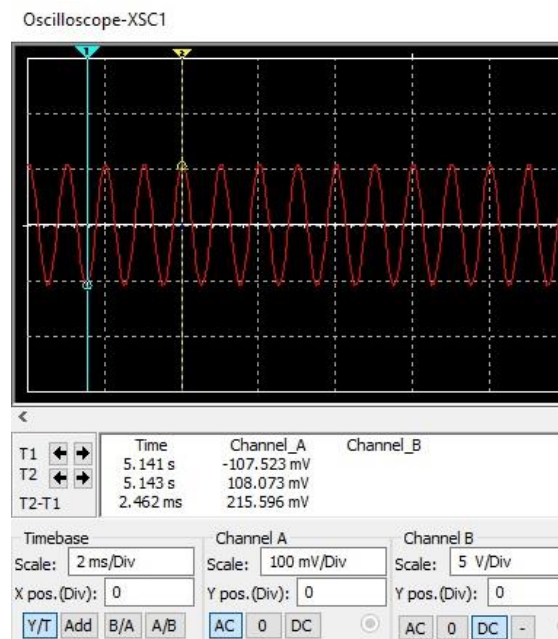 Oscilloscope-XSC1
1 2
Time Channel_A Channel_B
T1 5.141 s -107.523 mV
T2 5.143 s 108.073 mV
T2-T1 2.462 ms 215.596 mV
Timebase Channel A Channel B
Scale: 2 ms/Div Scale: 100 mV/Div Scale: 5 V/Div
X pos.(Div): 0 Y pos.(Div): 0 Y pos.(Div): 0
Y/T Add B/A A/B AC 0 DC AC 0 DC -